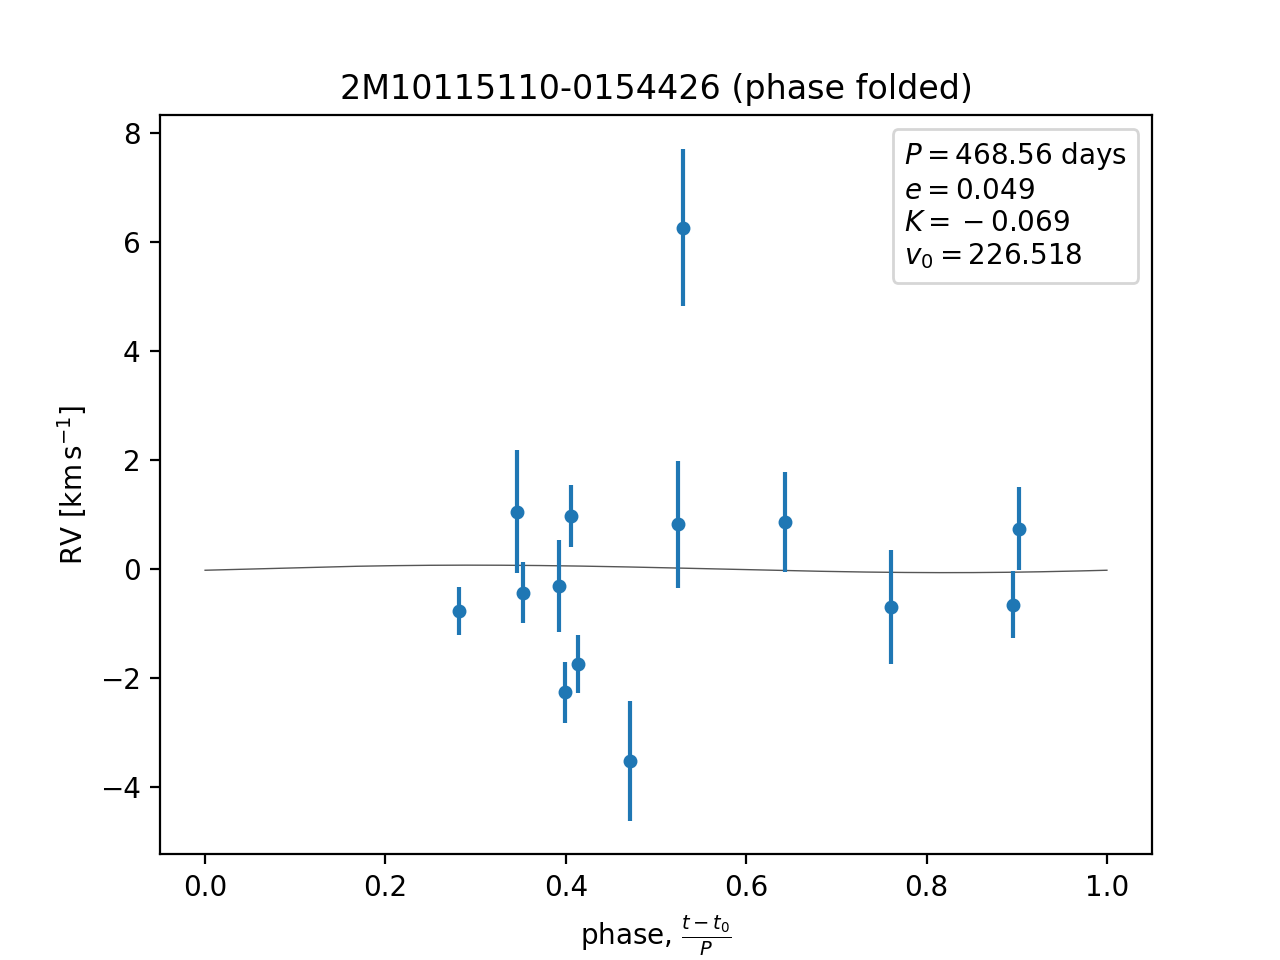 2M10115110-0154426 (phase folded)
P = 468.56 days
e = 0.049
K = −0.069
v₀ = 226.518
RV [km s⁻¹]
8
6
4
2
0
−2
−4
0.0 0.2 0.4 0.6 0.8 1.0
phase, (t − t₀)/P